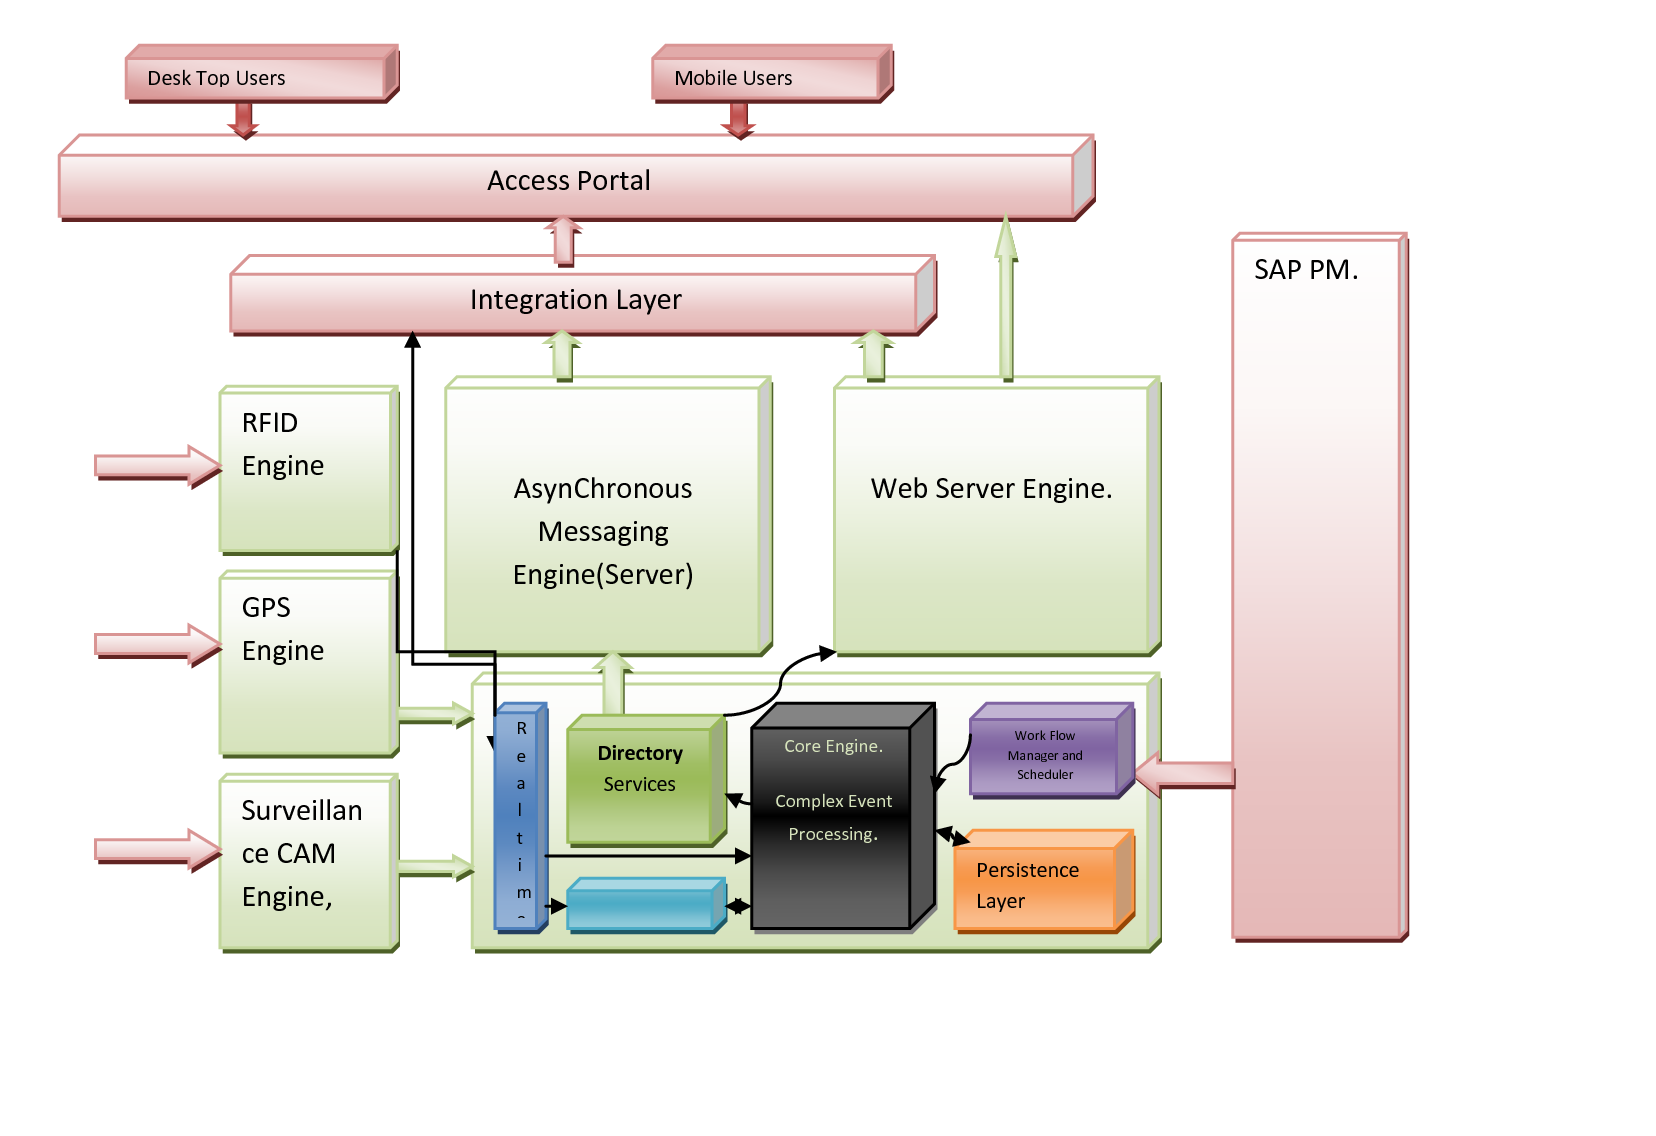 Desk Top Users
Mobile Users
Access Portal
Integration Layer
SAP PM.
RFID
Engine
AsynChronous
Messaging
Engine(Server)
Web Server Engine.
GPS
Engine
Surveillan
ce CAM
Engine,
R
e
a
l
t
i
m
Directory
Services
Core Engine.
Complex Event
Processing.
Work Flow
Manager and
Scheduler
Persistence
Layer